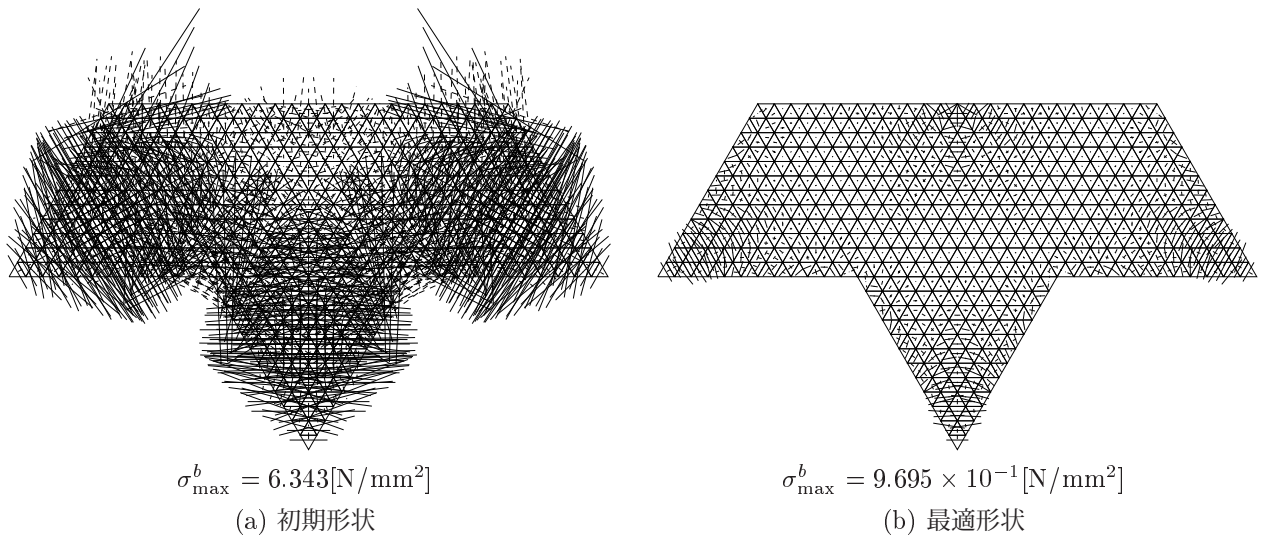 σ^b_max = 6.343[N/mm²]
(a) 初期形状
σ^b_max = 9.695 × 10⁻¹[N/mm²]
(b) 最適形状